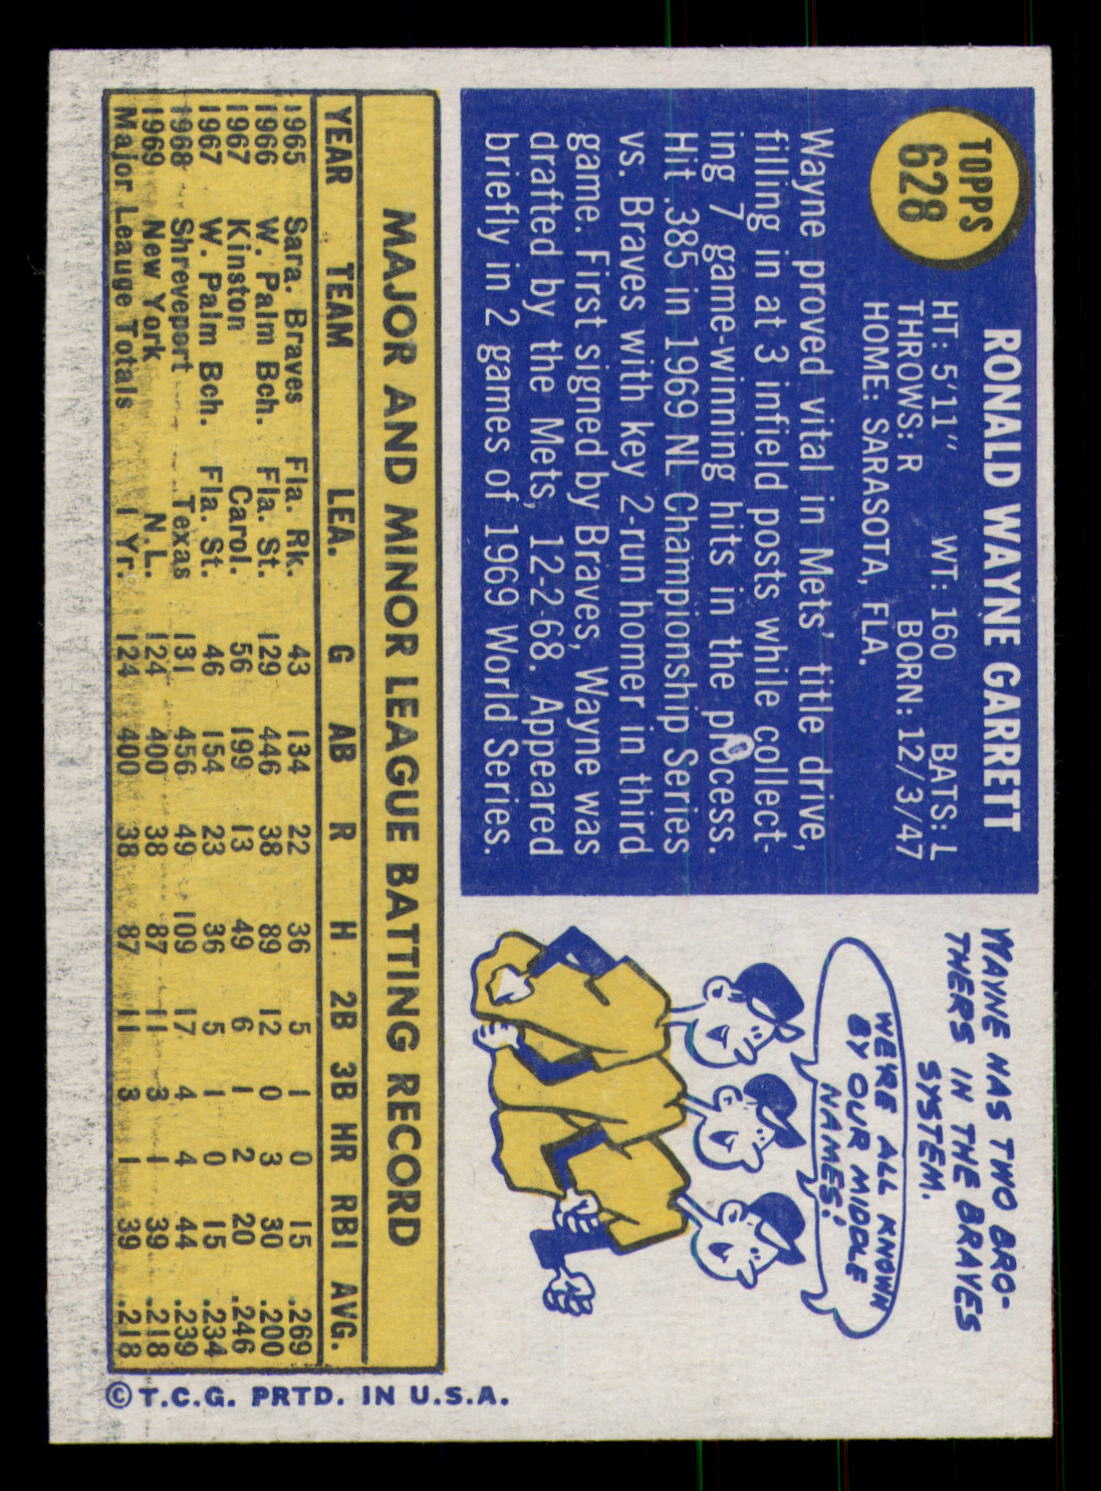 TOPPS
628
RONALD WAYNE GARRETT
HT: 5'11" WT: 160 BATS: L
THROWS: R BORN: 12/3/47
HOME: SARASOTA, FLA.
Wayne proved vital in Mets' title drive,
filling in at 3 infield posts while collect-
ing 7 game-winning hits in the process.
Hit .385 in 1969 NL Championship Series
vs. Braves with key 2-run homer in third
game. First signed by Braves, Wayne was
drafted by the Mets, 12-2-68. Appeared
briefly in 2 games of 1969 World Series.
WAYNE HAS TWO BRO-
THERS IN THE BRAVES
SYSTEM.
WE'RE ALL KNOWN
BY OUR MIDDLE
NAMES!
MAJOR AND MINOR LEAGUE BATTING RECORD
YEAR TEAM LEA. G AB R H 2B 3B HR RBI AVG.
1965 Sara. Braves Fla. Rk. 43 134 22 36 5 1 0 15 .269
1966 W. Palm Bch. Fla. St. 129 446 38 89 12 0 3 30 .200
1967 Kinston Carol. 56 199 13 49 6 1 2 20 .246
1967 W. Palm Bch. Fla. St. 46 154 23 36 5 1 0 15 .234
1968 Shreveport Texas 131 456 49 109 17 4 4 44 .239
1969 New York N.L. 124 400 38 87 11 3 1 39 .218
Major Leauge Totals 1 Yr. 124 400 38 87 11 3 1 39 .218
© T.C.G. PRTD. IN U.S.A.